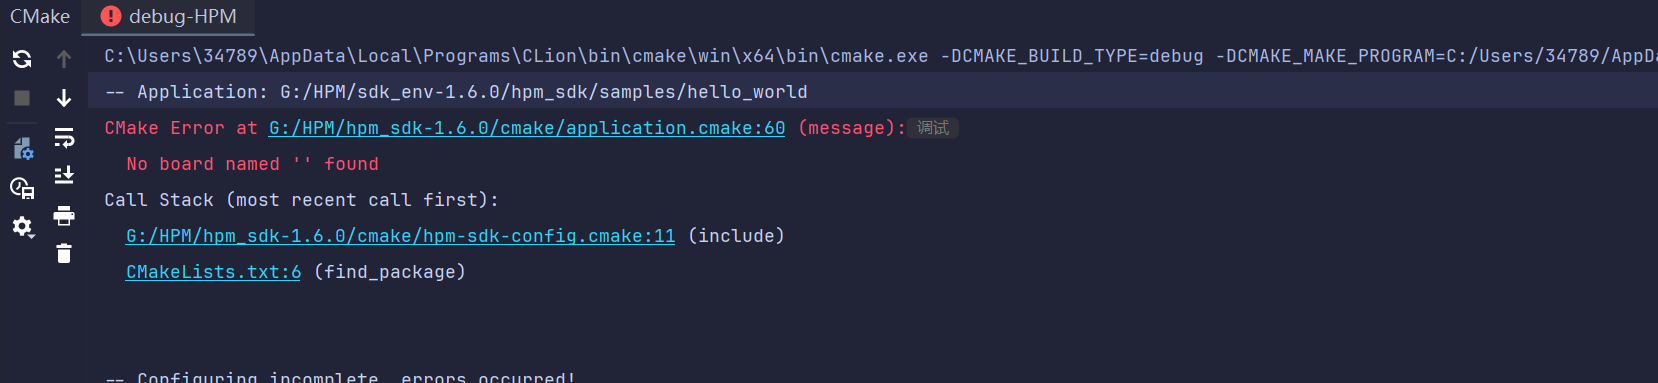 CMake debug-HPM
C:\Users\34789\AppData\Local\Programs\CLion\bin\cmake\win\x64\bin\cmake.exe -DCMAKE_BUILD_TYPE=debug -DCMAKE_MAKE_PROGRAM=C:/Users/34789/AppDa
-- Application: G:/HPM/sdk_env-1.6.0/hpm_sdk/samples/hello_world
CMake Error at G:/HPM/hpm_sdk-1.6.0/cmake/application.cmake:60 (message): 调试
No board named '' found
Call Stack (most recent call first):
G:/HPM/hpm_sdk-1.6.0/cmake/hpm-sdk-config.cmake:11 (include)
CMakeLists.txt:6 (find_package)
-- Configuring incomplete, errors occurred!